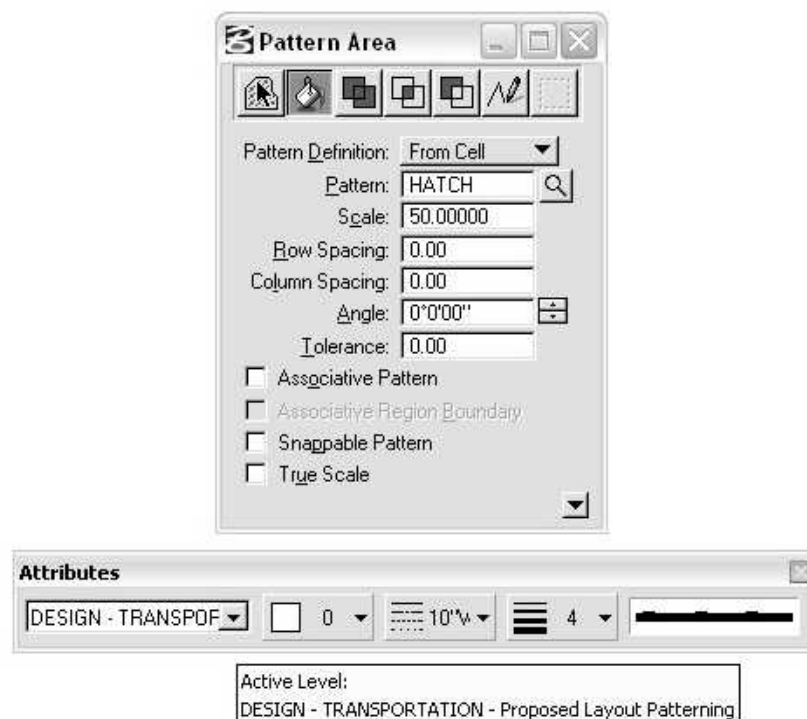 Pattern Area
Pattern Definition: From Cell
Pattern: HATCH
Scale: 50.00000
Row Spacing: 0.00
Column Spacing: 0.00
Angle: 0°0'00"
Tolerance: 0.00
Associative Pattern
Associative Region Boundary
Snappable Pattern
True Scale
Attributes
DESIGN - TRANSPOR 0 10"W 4
Active Level:
DESIGN - TRANSPORTATION - Proposed Layout Patterning